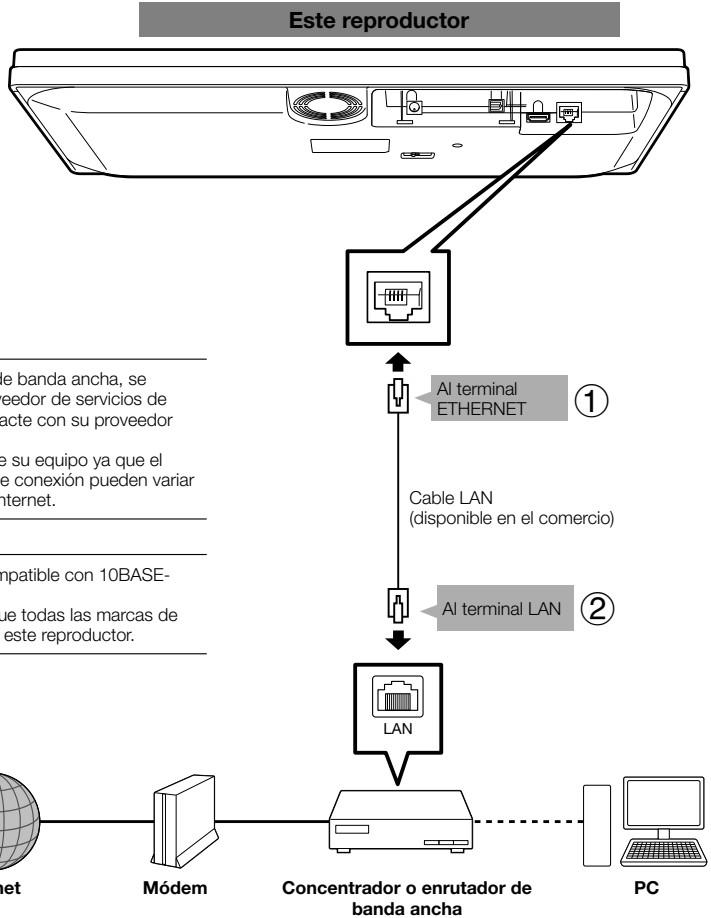 Este reproductor
de banda ancha, se
veedor de servicios de
acte con su proveedor
e su equipo ya que el
e conexión pueden variar
nternet.
mpatible con 10BASE-
ue todas las marcas de
este reproductor.
Al terminal
ETHERNET
①
Cable LAN
(disponible en el comercio)
Al terminal LAN
②
LAN
net
Módem
Concentrador o enrutador de
banda ancha
PC